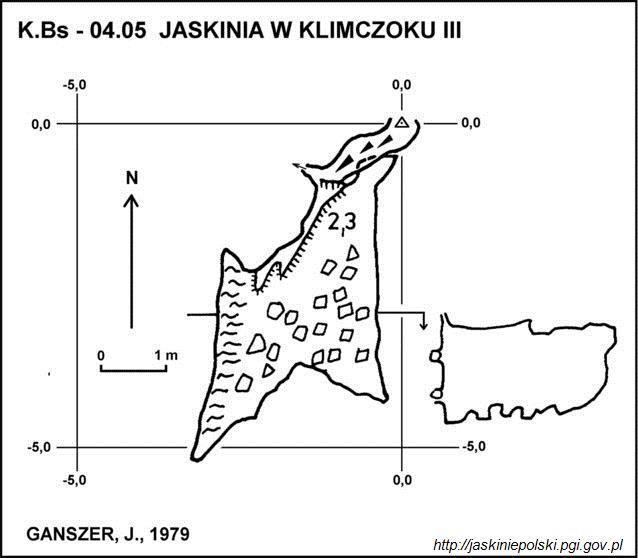 K.Bs - 04.05 JASKINIA W KLIMCZOKU III
-5,0 0,0
0,0 0,0
N
2,3
0 1 m
-5,0 -5,0
-5,0 0,0
GANSZER, J., 1979
http://jaskiniepolski.pgi.gov.pl